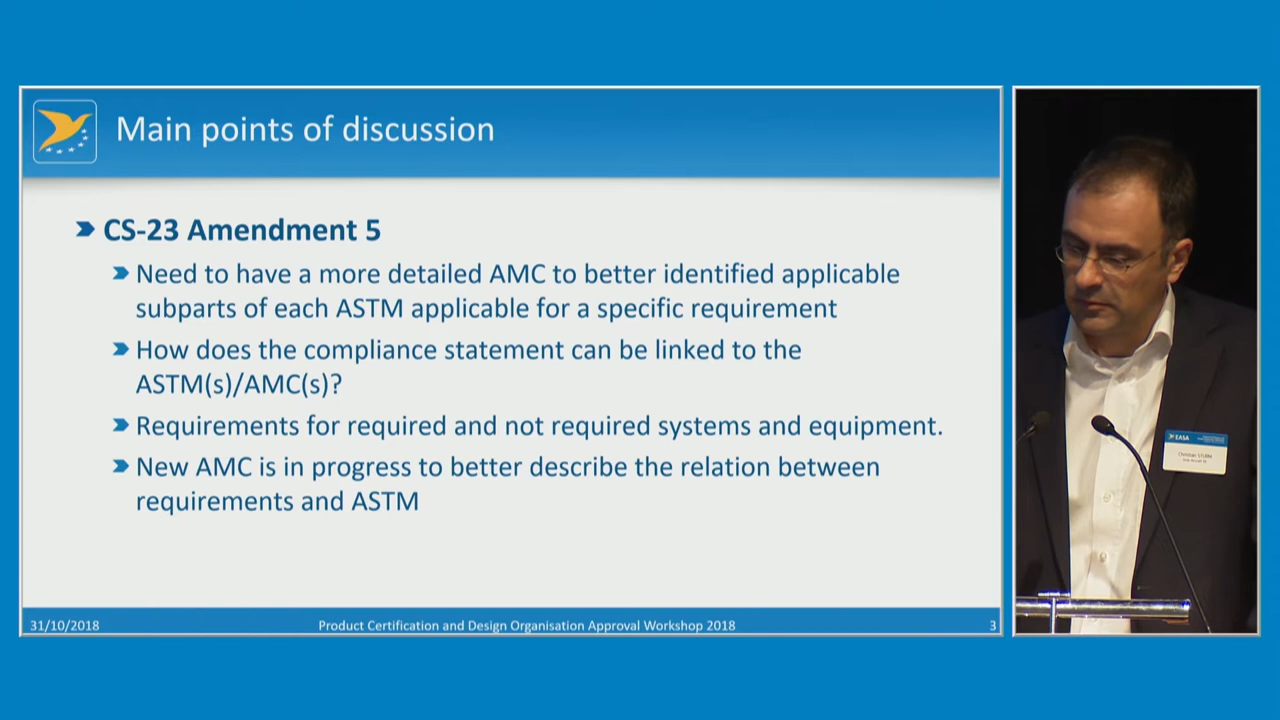 Main points of discussion
CS-23 Amendment 5
Need to have a more detailed AMC to better identified applicable
subparts of each ASTM applicable for a specific requirement
How does the compliance statement can be linked to the
ASTM(s)/AMC(s)?
Requirements for required and not required systems and equipment.
New AMC is in progress to better describe the relation between
requirements and ASTM
31/10/2018
Product Certification and Design Organisation Approval Workshop 2018
3
EASA
Christian STURM